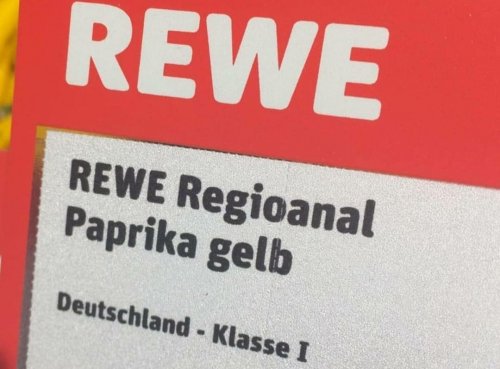 REWE
REWE Regioanal
Paprika gelb
Deutschland - Klasse I